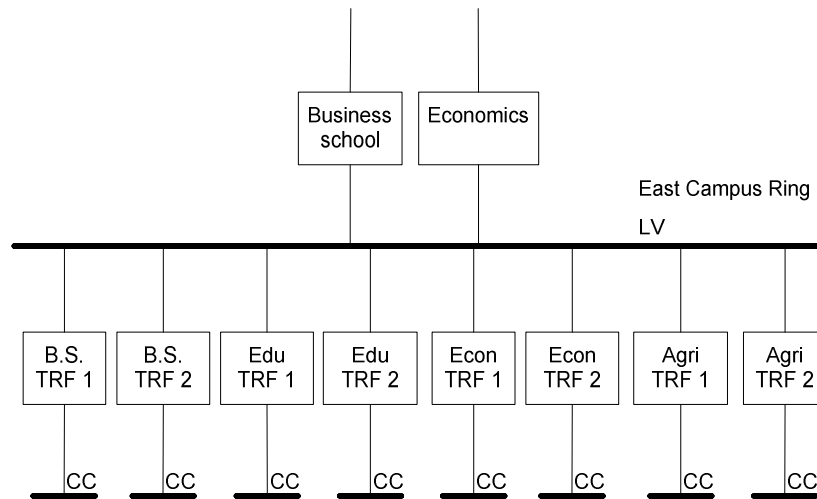 Business
school
Economics
East Campus Ring
LV
B.S.
TRF 1
B.S.
TRF 2
Edu
TRF 1
Edu
TRF 2
Econ
TRF 1
Econ
TRF 2
Agri
TRF 1
Agri
TRF 2
CC
CC
CC
CC
CC
CC
CC
CC